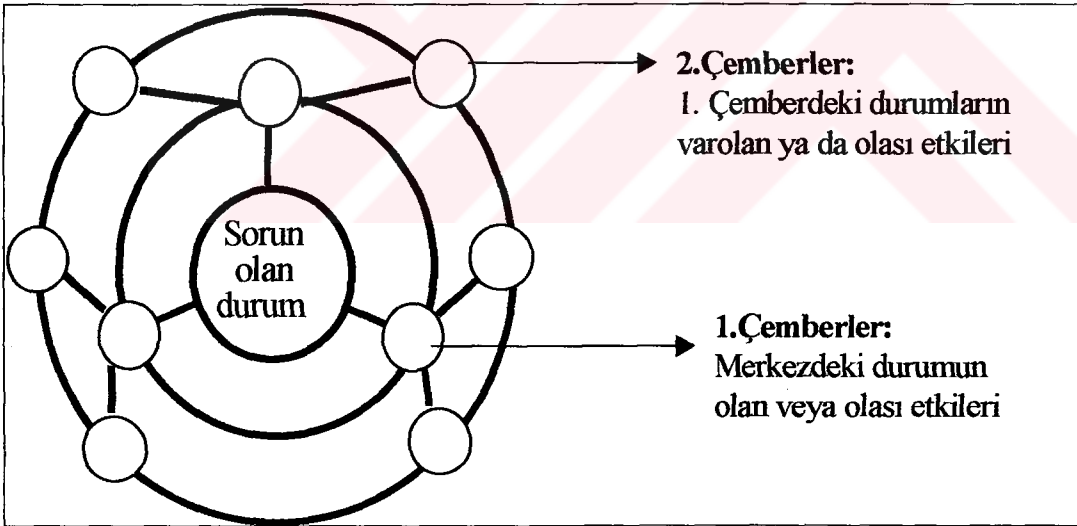 2.Çemberler:
1. Çemberdeki durumların
varolan ya da olası etkileri
Sorun
olan
durum
1.Çemberler:
Merkezdeki durumun
olan veya olası etkileri